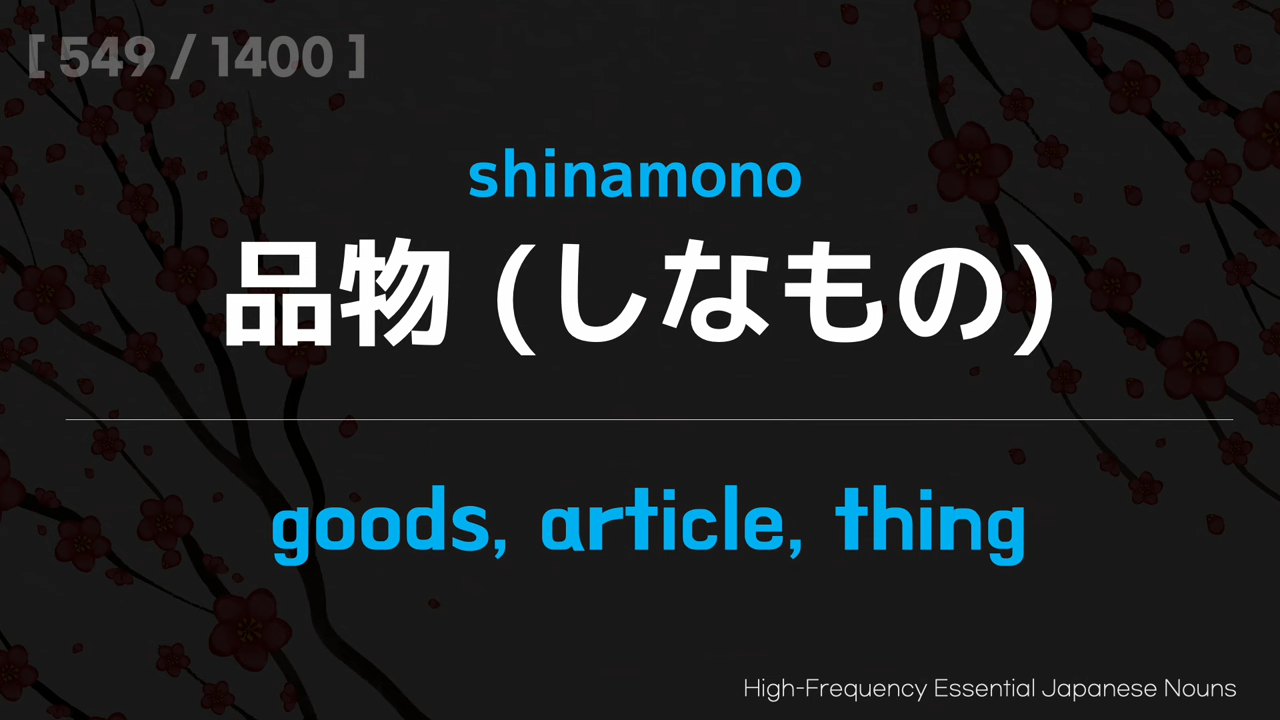 [ 549 / 1400 ]
shinamono
品物 (しなもの)
goods, article, thing
High-Frequency Essential Japanese Nouns